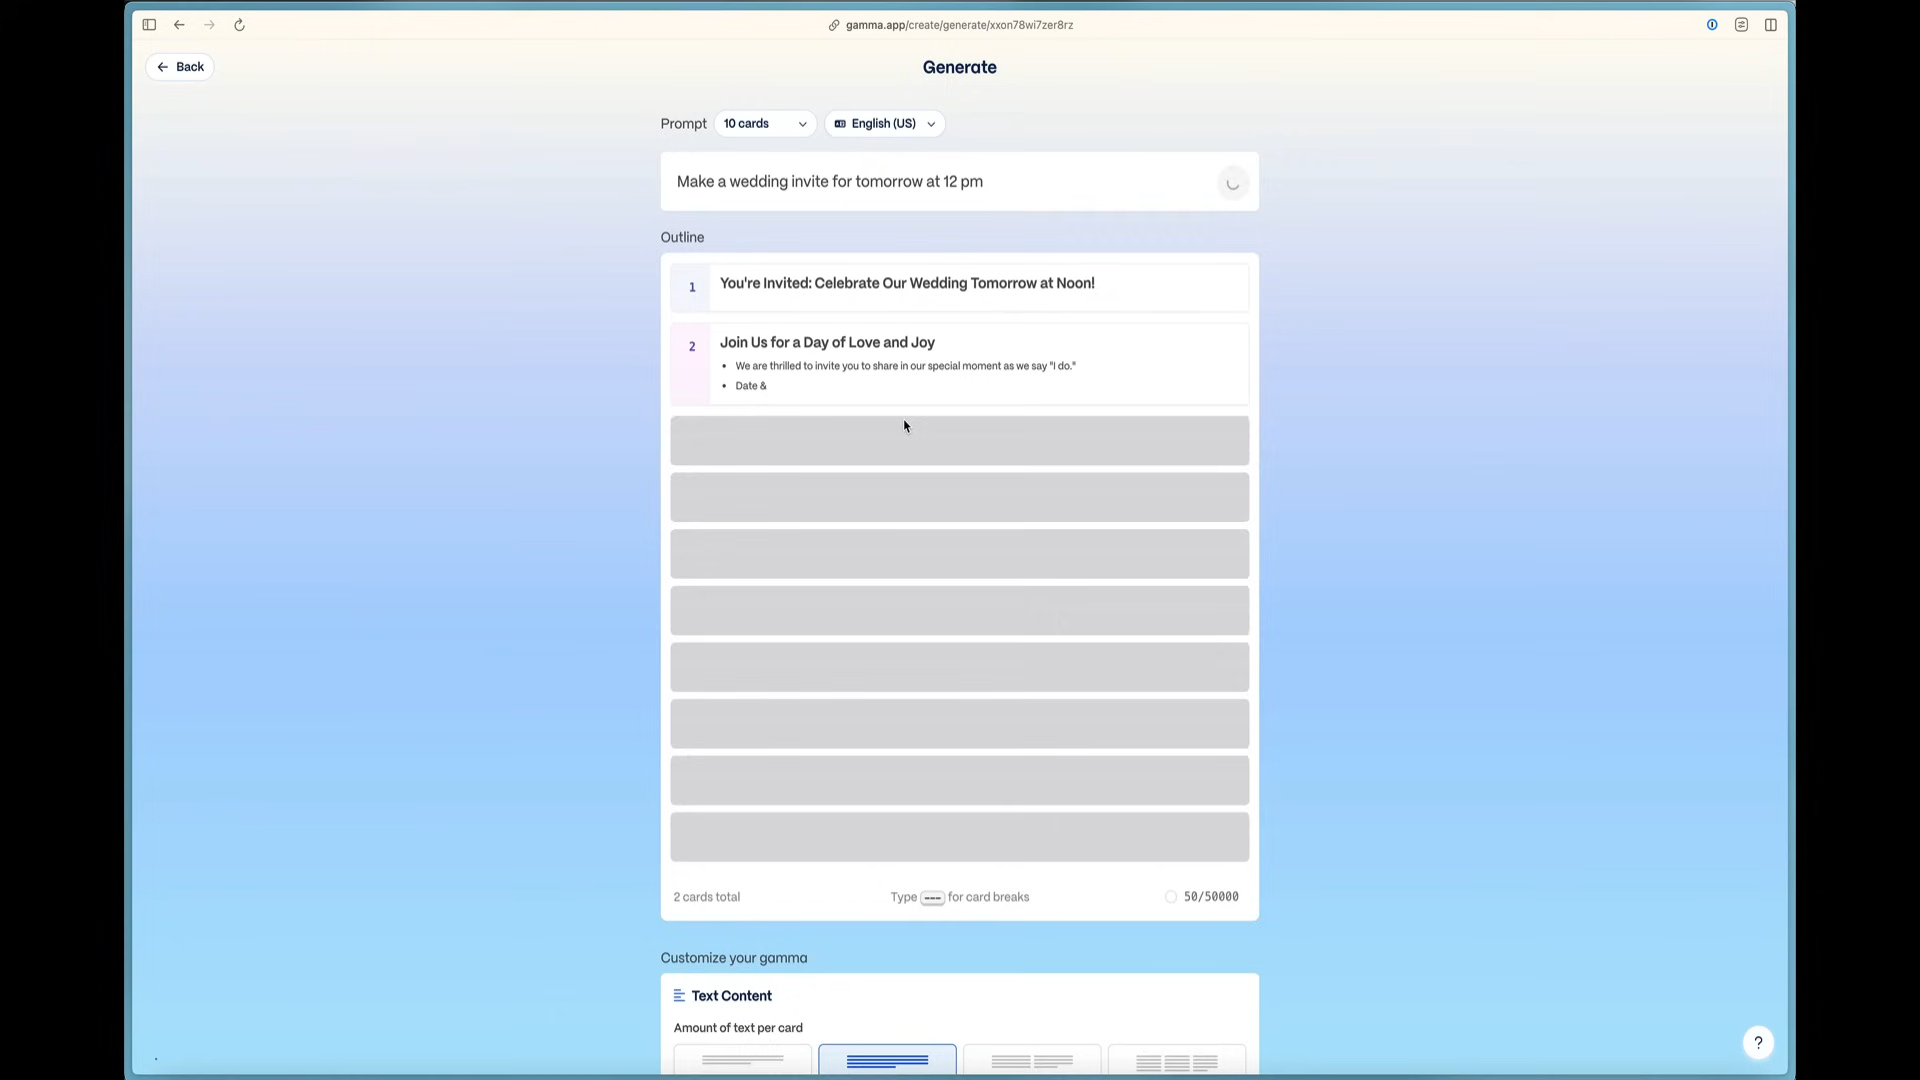 gamma.app/create/generate/xxon78wi7zer8rz
Back
Generate
Prompt
10 cards
English (US)
Make a wedding invite for tomorrow at 12 pm
Outline
1
You're Invited: Celebrate Our Wedding Tomorrow at Noon!
2
Join Us for a Day of Love and Joy
• We are thrilled to invite you to share in our special moment as we say "I do."
• Date &
2 cards total
Type --- for card breaks
50/50000
Customize your gamma
Text Content
Amount of text per card
?